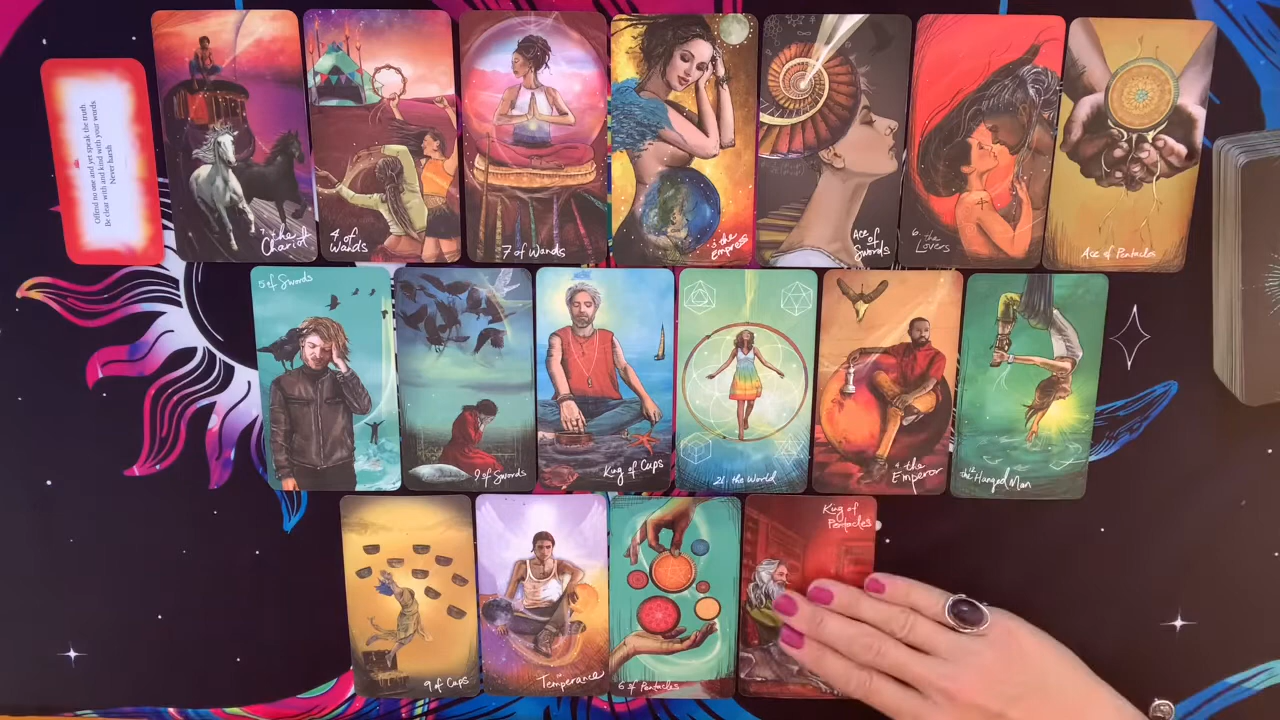 Offend no one and yet speak the truth
Be clear with and kind with your words
Never harsh
7. the
Chariot
4 of
Wands
7 of Wands
3 the
Empress
Ace
of
Swords
6. the
Lovers
Ace of Pentacles
5 of Swords
9 of Swords
King of Cups
21 the World
4 the
Emperor
12
the Hanged Man
9 of Cups
Temperance
6 of Pentacles
King of
Pentacles